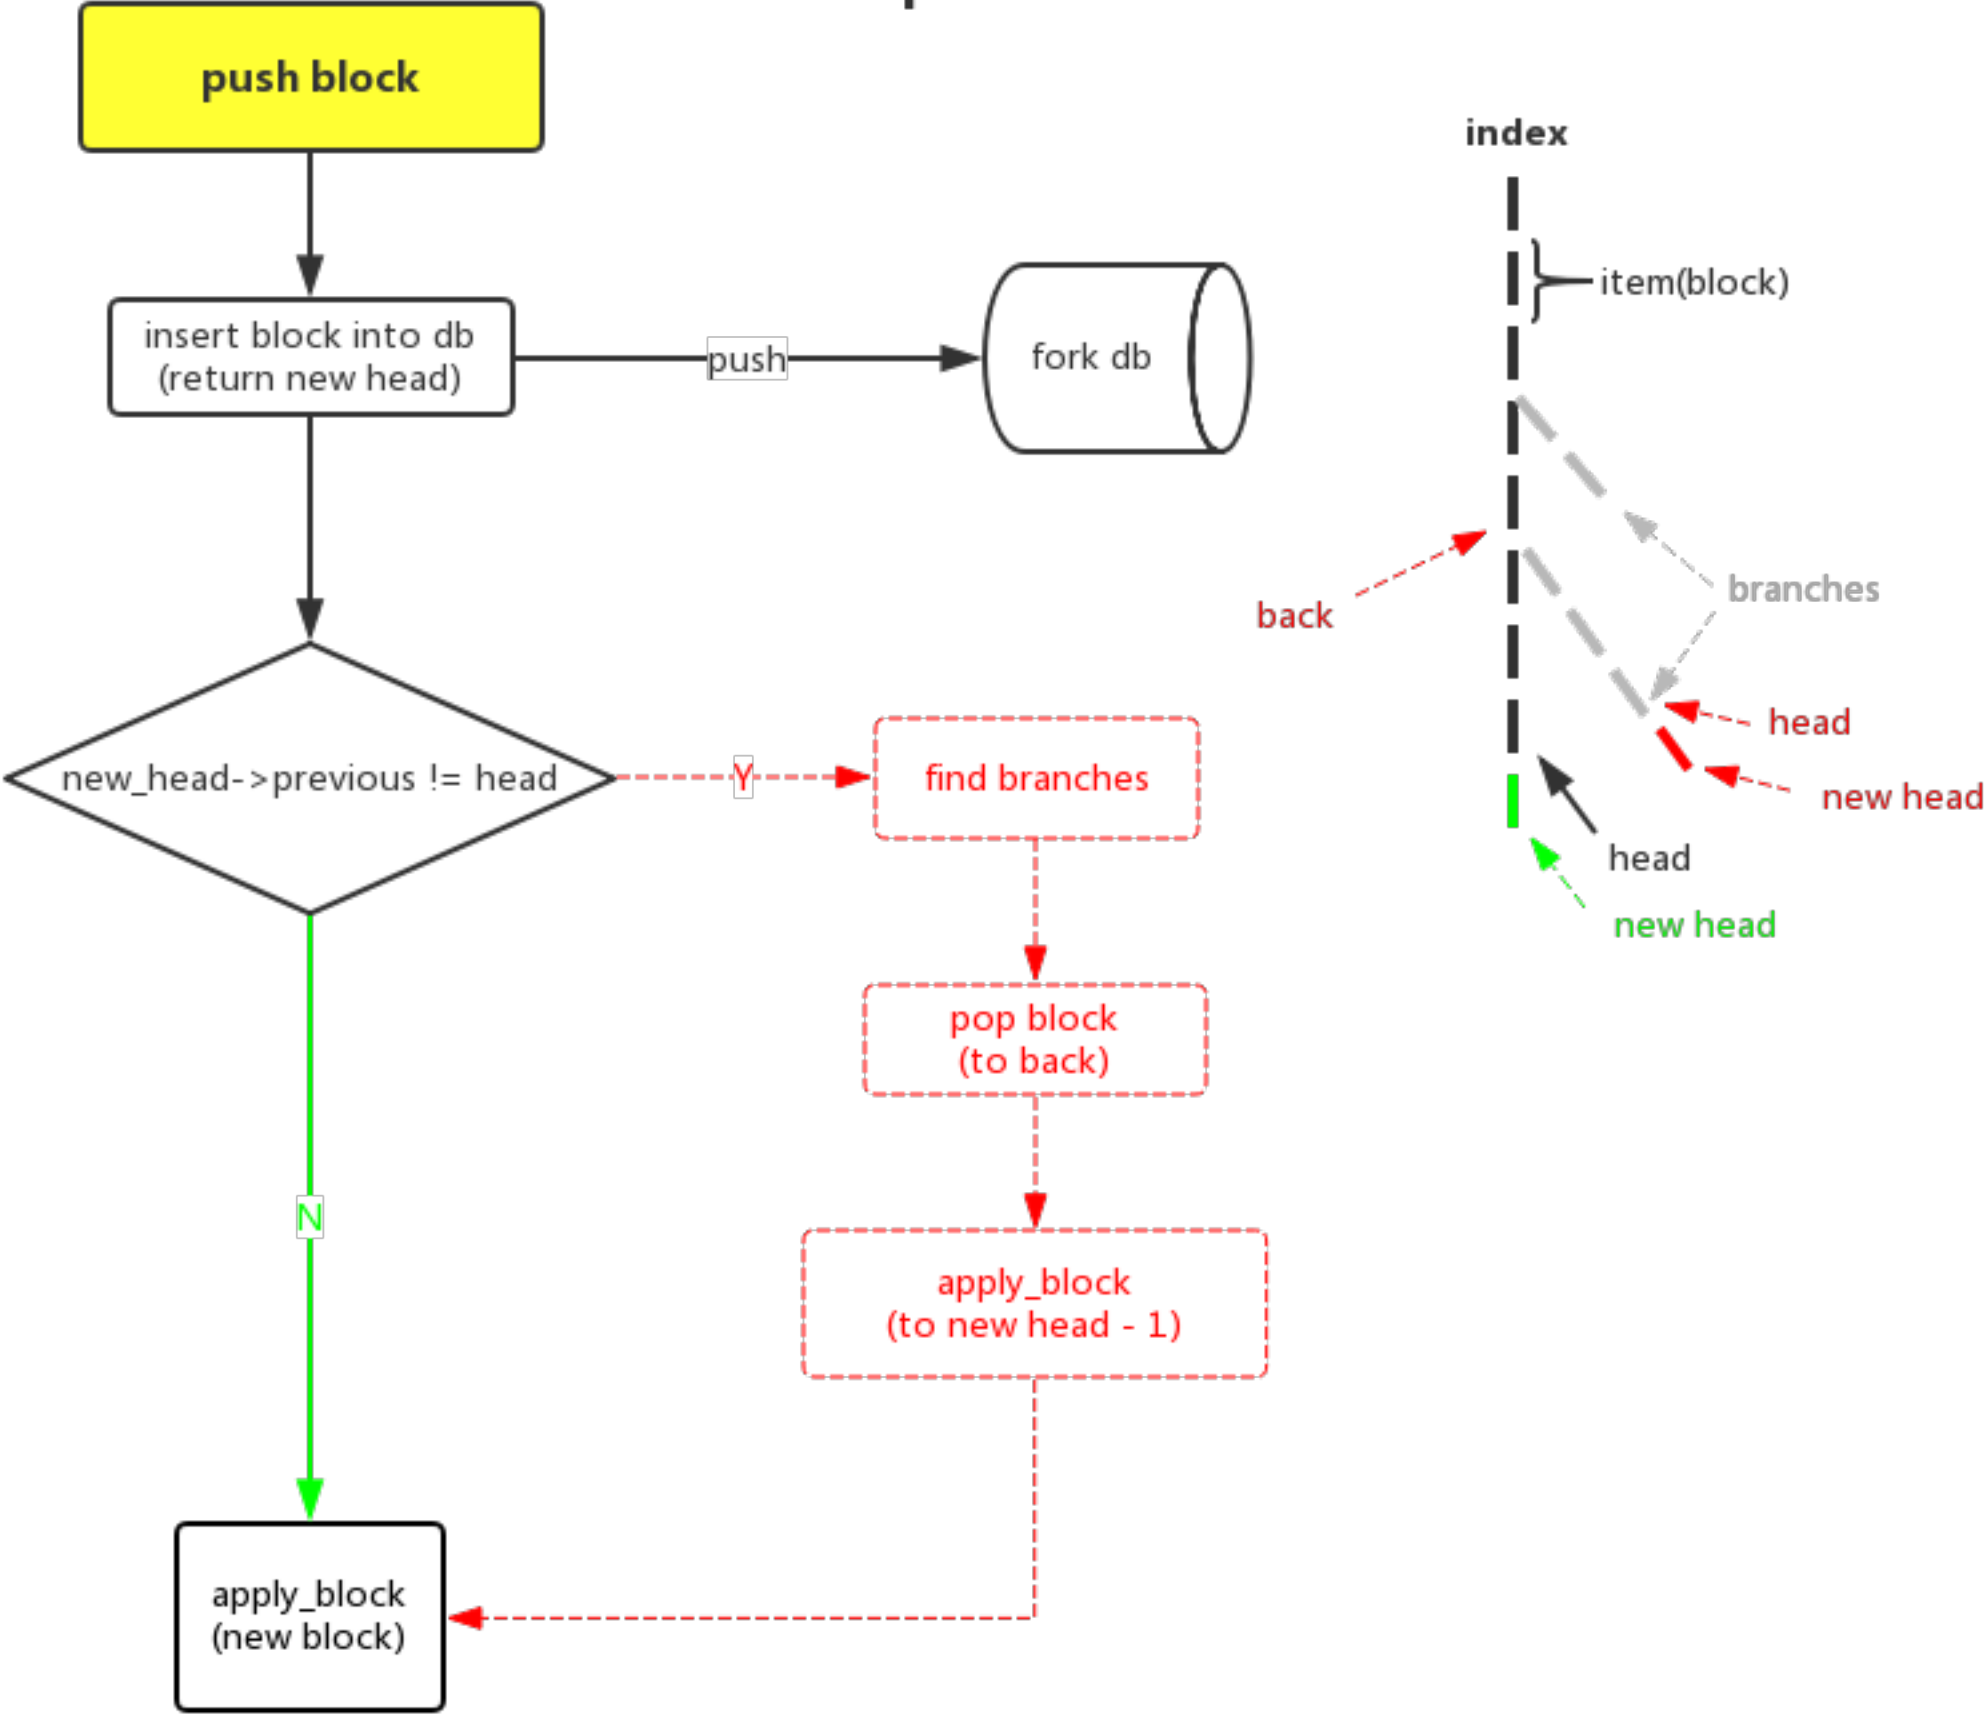 push block
insert block into db
(return new head)
push
fork db
new_head->previous != head
Y
find branches
pop block
(to back)
apply_block
(to new head - 1)
N
apply_block
(new block)
index
item(block)
back
branches
head
new head
head
new head